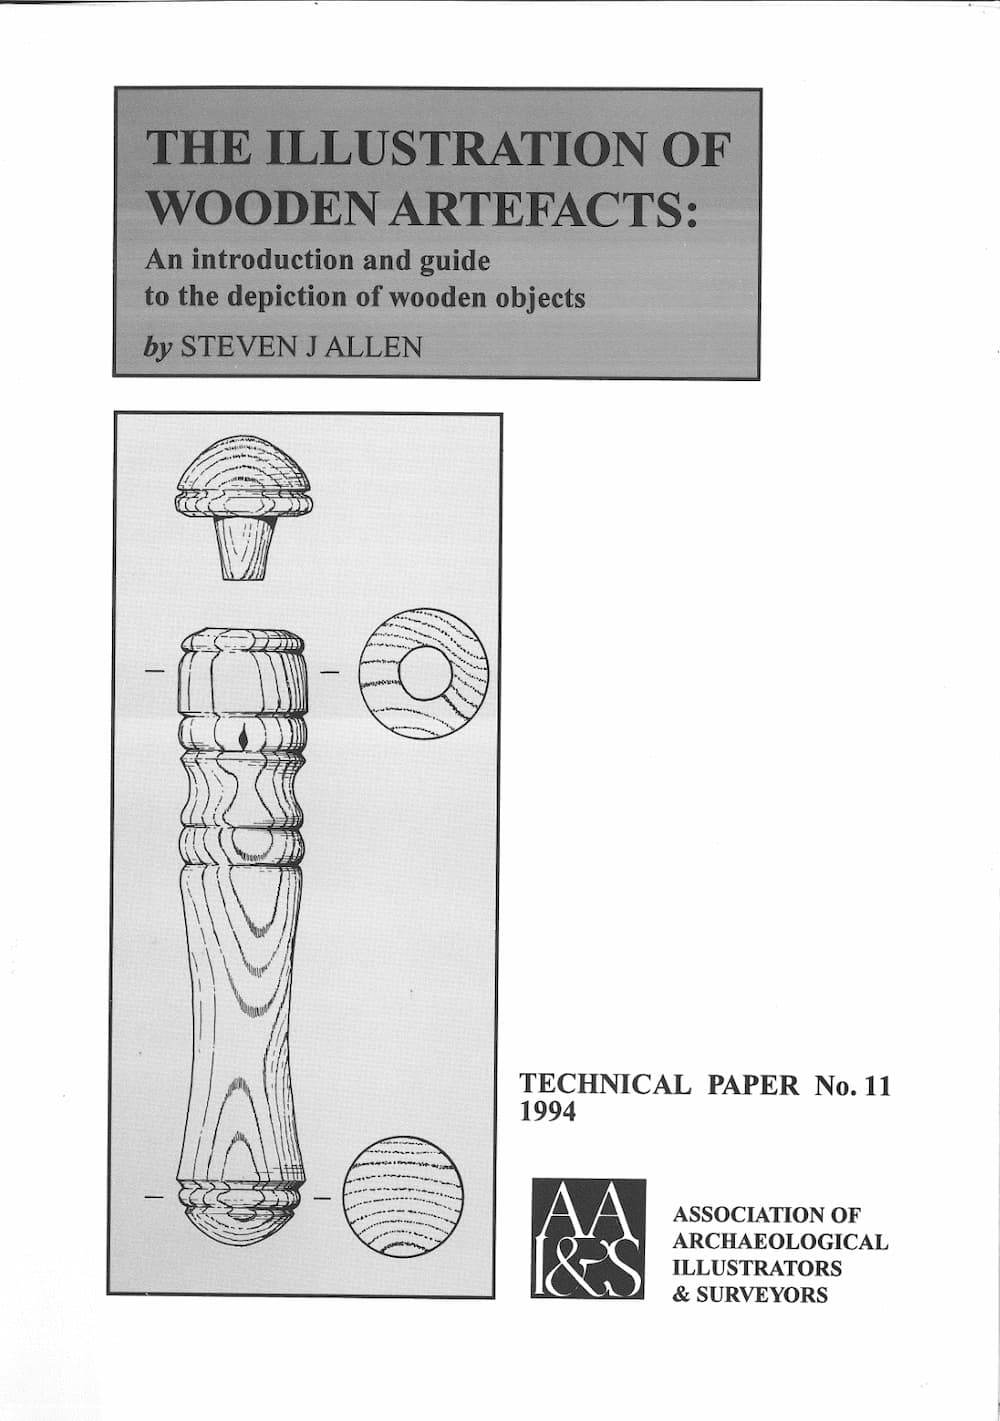 THE ILLUSTRATION OF
WOODEN ARTEFACTS:
An introduction and guide
to the depiction of wooden objects
by STEVEN J ALLEN
TECHNICAL PAPER No. 11
1994
AA
I&S
ASSOCIATION OF
ARCHAEOLOGICAL
ILLUSTRATORS
& SURVEYORS